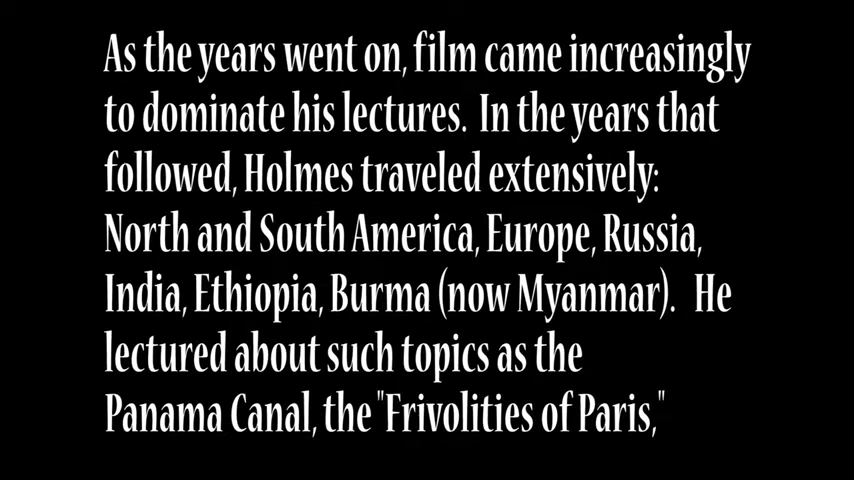 As the years went on, film came increasingly
to dominate his lectures. In the years that
followed, Holmes traveled extensively:
North and South America, Europe, Russia,
India, Ethiopia, Burma (now Myanmar). He
lectured about such topics as the
Panama Canal, the "Frivolities of Paris,"